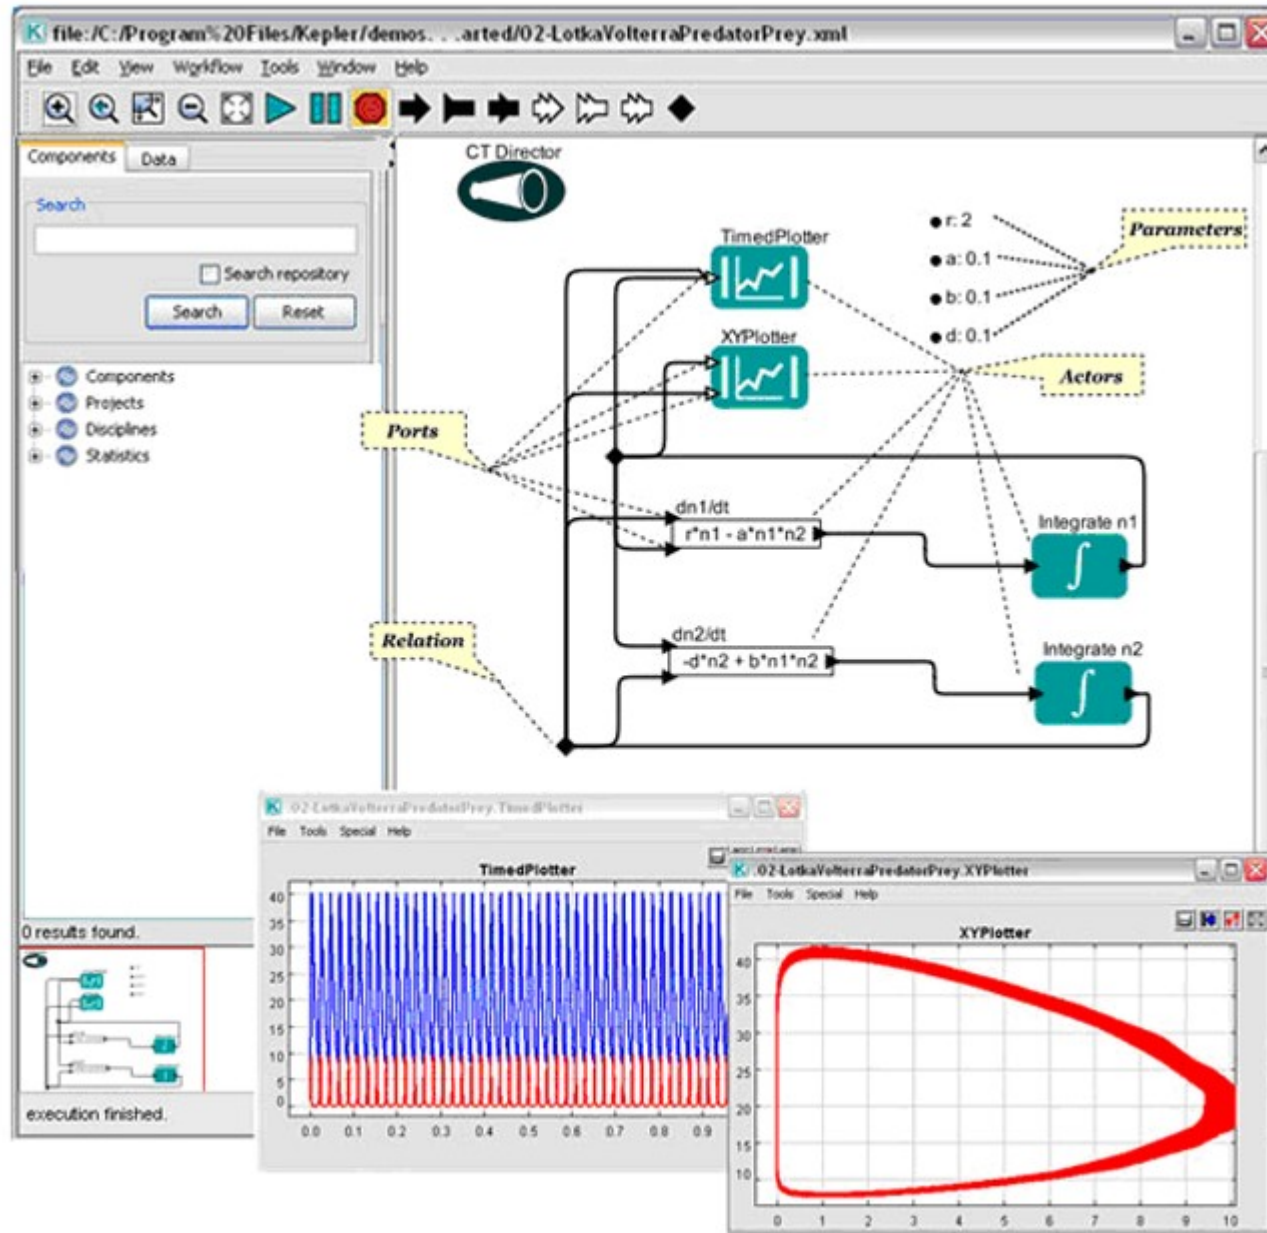 file:/C:/Program%20Files/Kepler/demos. . .arted/02-LotkaVolterraPredatorPrey.xml
File Edit View Workflow Tools Window Help
Components Data
Search
Search repository
Search Reset
Components
Projects
Disciplines
Statistics
0 results found.
execution finished.
CT Director
TimedPlotter
XYPlotter
r: 2
a: 0.1
b: 0.1
d: 0.1
Parameters
Actors
Ports
dn1/dt
r*n1 - a*n1*n2
Integrate n1
Relation
dn2/dt
-d*n2 + b*n1*n2
Integrate n2
.02-LotkaVolterraPredatorPrey.TimedPlotter
File Tools Special Help
TimedPlotter
40
35
30
25
20
15
10
5
0
0.0 0.1 0.2 0.3 0.4 0.5 0.6 0.7 0.8 0.9
.02-LotkaVolterraPredatorPrey.XYPlotter
File Tools Special Help
XYPlotter
40
35
30
25
20
15
10
0 1 2 3 4 5 6 7 8 9 10